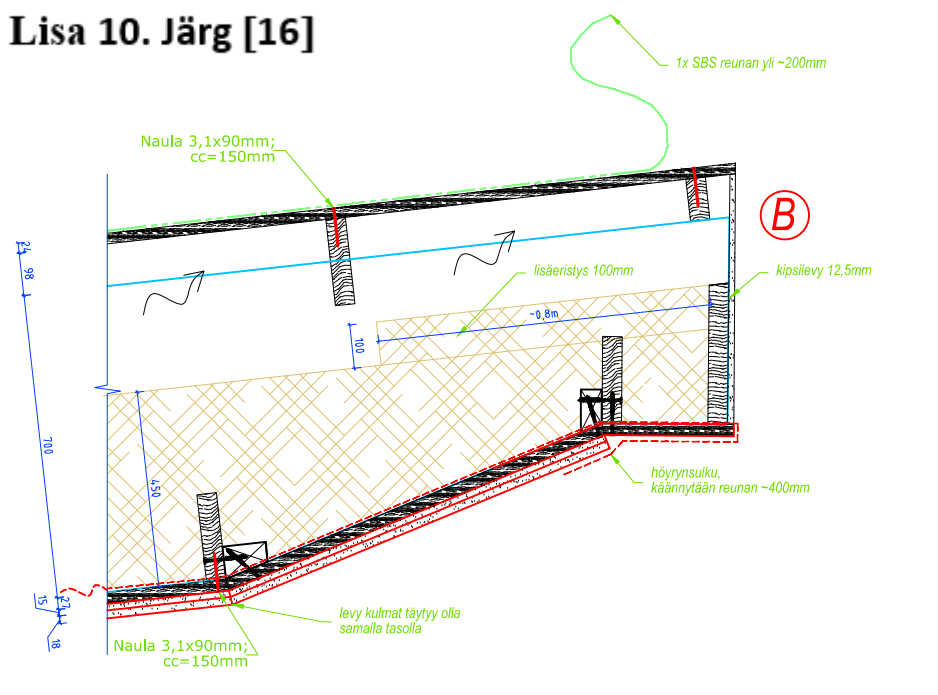 Lisa 10. Järg [16]
1x SBS reunan yli ~200mm
Naula 3,1x90mm;
cc=150mm
B
lisäeristys 100mm
kipsilevy 12,5mm
24
98
~0,8m
100
700
450
höyrynsulku,
käännytään reunan ~400mm
27
15
18
levy kulmat täytyy olla
samalla tasolla
Naula 3,1x90mm;
cc=150mm